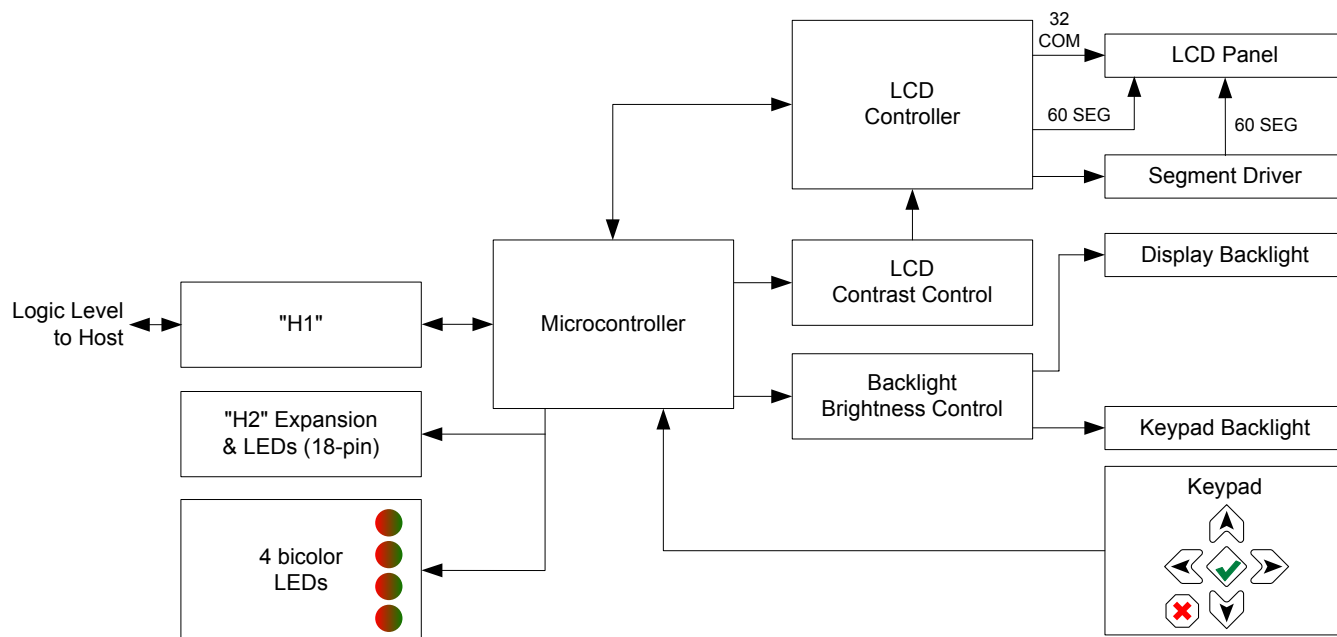 32
COM
LCD Panel
LCD
Controller
60 SEG
60 SEG
Segment Driver
LCD
Contrast Control
Display Backlight
Logic Level
to Host
"H1"
Microcontroller
Backlight
Brightness Control
"H2" Expansion
& LEDs (18-pin)
Keypad Backlight
Keypad
4 bicolor
LEDs